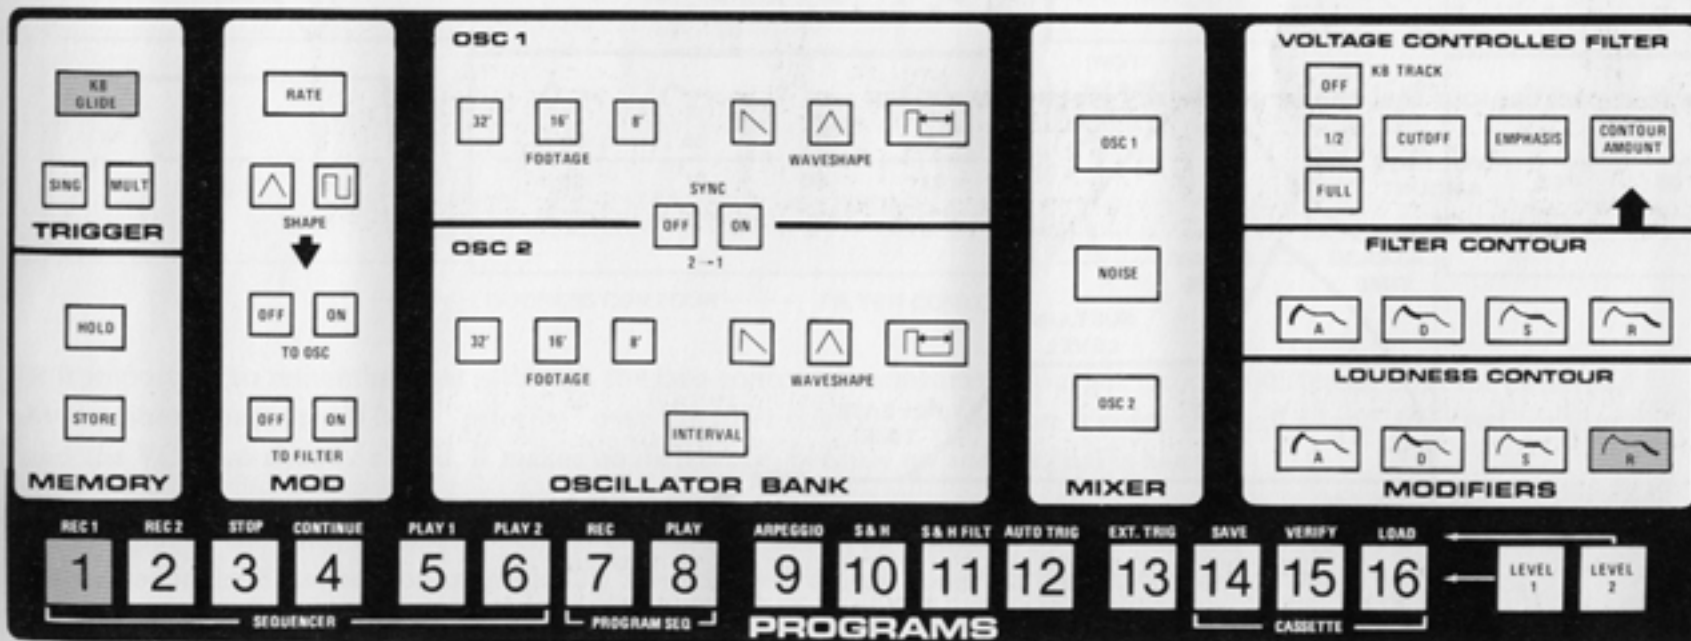 KB GLIDE
SING MULT
TRIGGER
HOLD
STORE
MEMORY
RATE
SHAPE
OFF ON
TO OSC
OFF ON
TO FILTER
MOD
OSC 1
32' 16' 8'
FOOTAGE WAVESHAPE
SYNC
OFF ON
2→1
OSC 2
32' 16' 8'
FOOTAGE WAVESHAPE
INTERVAL
OSCILLATOR BANK
OSC 1
NOISE
OSC 2
MIXER
VOLTAGE CONTROLLED FILTER
OFF KB TRACK
1/2 CUTOFF EMPHASIS CONTOUR AMOUNT
FULL
FILTER CONTOUR
A D S R
LOUDNESS CONTOUR
A D S R
MODIFIERS
REC 1 REC 2 STOP CONTINUE PLAY 1 PLAY 2 REC PLAY ARPEGGIO S & H S & H FILT AUTO TRIG EXT. TRIG SAVE VERIFY LOAD
1 2 3 4 5 6 7 8 9 10 11 12 13 14 15 16 LEVEL 1 LEVEL 2
SEQUENCER PROGRAM SEQ PROGRAMS CASSETTE